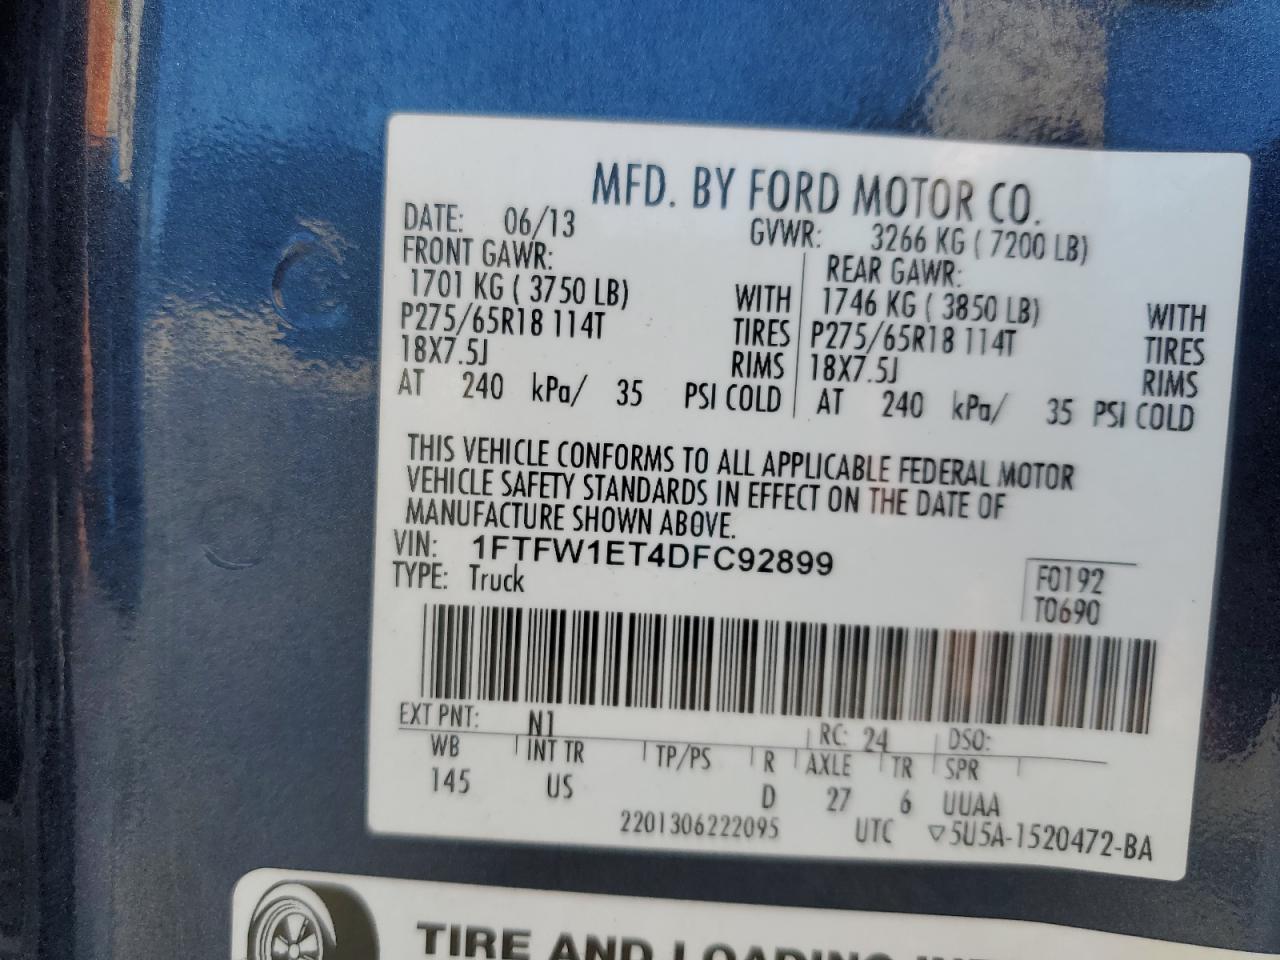 MFD. BY FORD MOTOR CO.
DATE: 06/13 GVWR: 3266 KG ( 7200 LB)
FRONT GAWR: REAR GAWR:
1701 KG ( 3750 LB) WITH 1746 KG ( 3850 LB) WITH
P275/65R18 114T TIRES P275/65R18 114T TIRES
18X7.5J RIMS 18X7.5J RIMS
AT 240 kPa/ 35 PSI COLD AT 240 kPa/ 35 PSI COLD
THIS VEHICLE CONFORMS TO ALL APPLICABLE FEDERAL MOTOR
VEHICLE SAFETY STANDARDS IN EFFECT ON THE DATE OF
MANUFACTURE SHOWN ABOVE.
VIN: 1FTFW1ET4DFC92899
TYPE: Truck
F0192
T0690
EXT PNT: N1 RC: 24 DSO:
WB INT TR TP/PS R AXLE TR SPR
145 US D 27 6 UUAA
2201306222095 UTC ▽5U5A-1520472-BA
TIRE AND LOADING